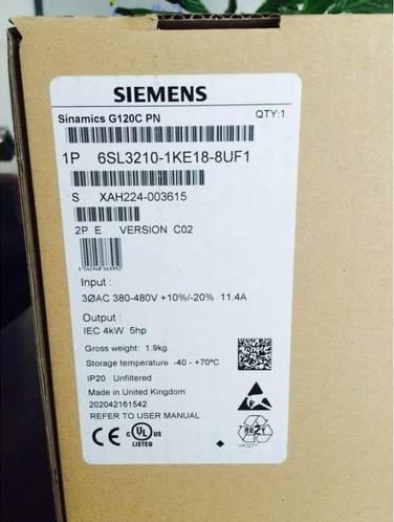 SIEMENS
Sinamics G120C PN QTY:1
1P 6SL3210-1KE18-8UF1
S XAH224-003615
2P E VERSION C02
Input :
3ØAC 380-480V +10%/-20% 11.4A
Output :
IEC 4kW 5hp
Gross weight: 1.9kg
Storage temperature -40 - +70ºC
IP20 Unfiltered
Made in United Kingdom
202042161542
REFER TO USER MANUAL
CE c UL us
LISTED